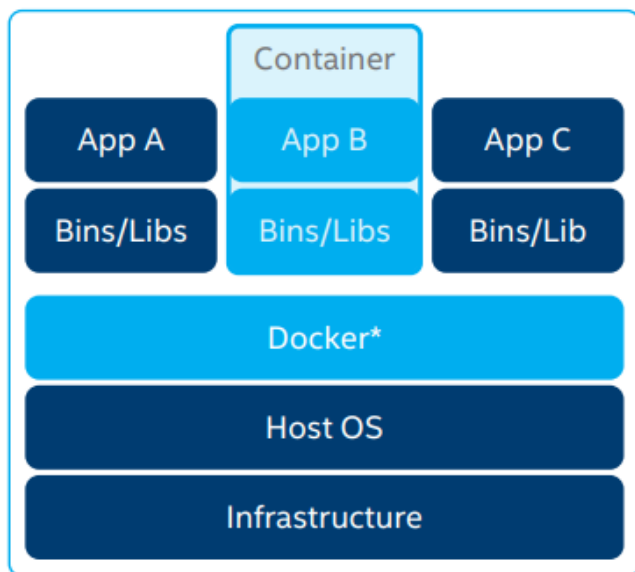 Container
App A
App B
App C
Bins/Libs
Bins/Libs
Bins/Lib
Docker*
Host OS
Infrastructure